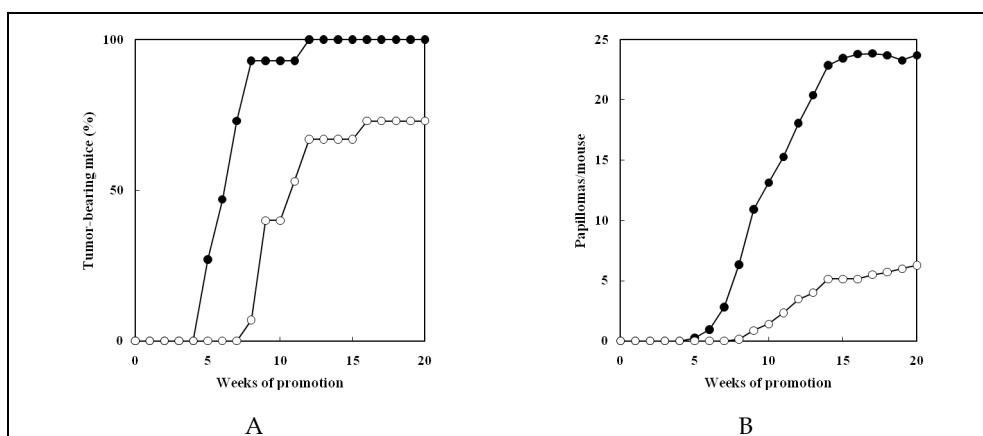 100
50
0
Tumor-bearing mice (%)
0 5 10 15 20
Weeks of promotion
A
25
20
15
10
5
0
Papillomas/mouse
0 5 10 15 20
Weeks of promotion
B